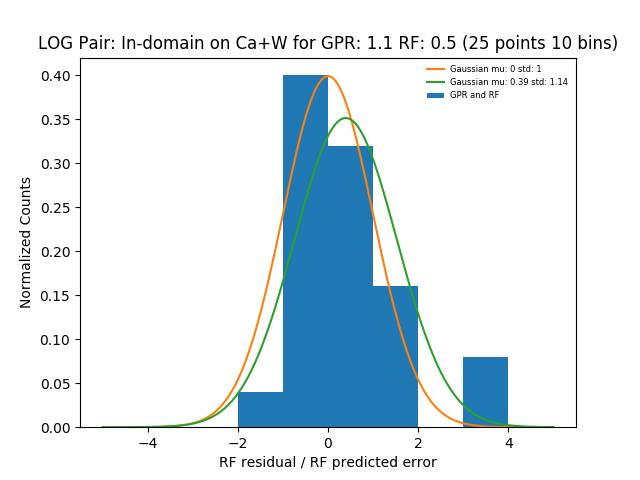 LOG Pair: In-domain on Ca+W for GPR: 1.1 RF: 0.5 (25 points 10 bins)
Gaussian mu: 0 std: 1
Gaussian mu: 0.39 std: 1.14
GPR and RF
Normalized Counts
0.40
0.35
0.30
0.25
0.20
0.15
0.10
0.05
0.00
−4 −2 0 2 4
RF residual / RF predicted error